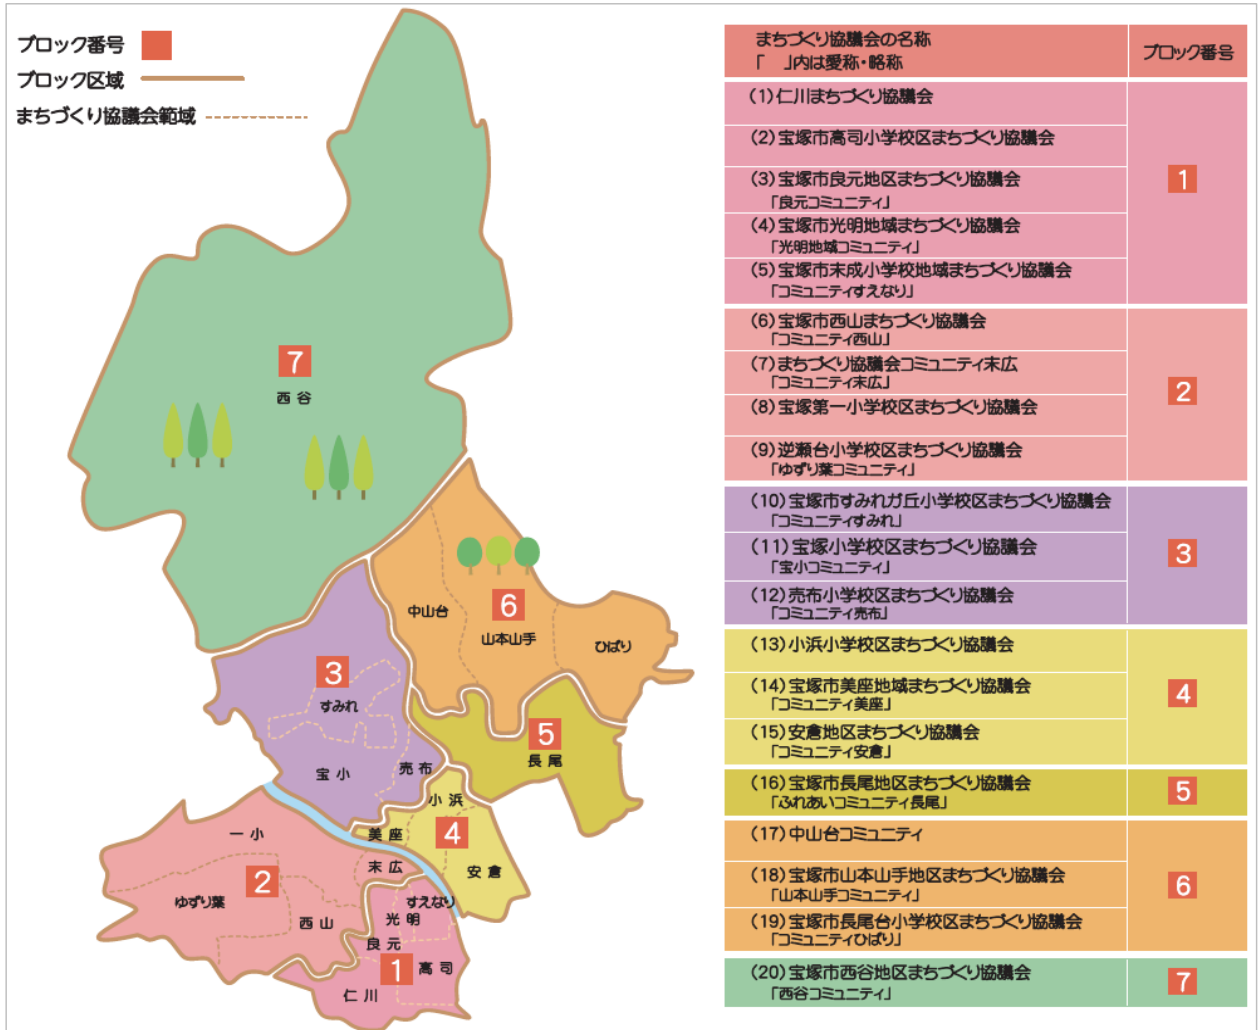 ブロック番号
ブロック区域
まちづくり協議会範域
7
西谷
6
中山台
山本山手
ひばり
3
すみれ
5
長尾
宝小
売布
小浜
美座
4
一小
末広
安倉
2
ゆずり葉
すえなり
光明
西山
良元
1
高司
仁川
まちづくり協議会の名称
「　」内は愛称・略称
ブロック番号
(1)仁川まちづくり協議会
(2)宝塚市高司小学校区まちづくり協議会
(3)宝塚市良元地区まちづくり協議会
「良元コミュニティ」
(4)宝塚市光明地域まちづくり協議会
「光明地域コミュニティ」
(5)宝塚市末成小学校地域まちづくり協議会
「コミュニティすえなり」
1
(6)宝塚市西山まちづくり協議会
「コミュニティ西山」
(7)まちづくり協議会コミュニティ末広
「コミュニティ末広」
(8)宝塚第一小学校区まちづくり協議会
(9)逆瀬台小学校区まちづくり協議会
「ゆずり葉コミュニティ」
2
(10)宝塚市すみれガ丘小学校区まちづくり協議会
「コミュニティすみれ」
(11)宝塚小学校区まちづくり協議会
「宝小コミュニティ」
(12)売布小学校区まちづくり協議会
「コミュニティ売布」
3
(13)小浜小学校区まちづくり協議会
(14)宝塚市美座地域まちづくり協議会
「コミュニティ美座」
(15)安倉地区まちづくり協議会
「コミュニティ安倉」
4
(16)宝塚市長尾地区まちづくり協議会
「ふれあいコミュニティ長尾」
5
(17)中山台コミュニティ
(18)宝塚市山本山手地区まちづくり協議会
「山本山手コミュニティ」
(19)宝塚市長尾台小学校区まちづくり協議会
「コミュニティひばり」
6
(20)宝塚市西谷地区まちづくり協議会
「西谷コミュニティ」
7